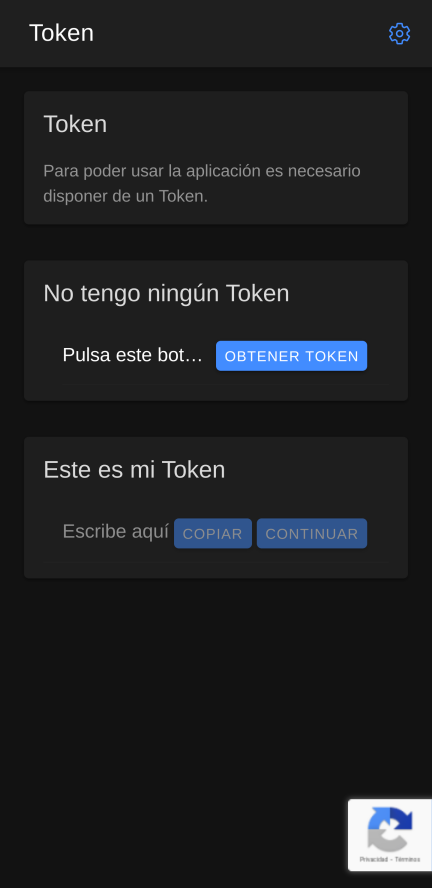 Token
Token
Para poder usar la aplicación es necesario
disponer de un Token.
No tengo ningún Token
Pulsa este bot… OBTENER TOKEN
Este es mi Token
Escribe aquí COPIAR CONTINUAR
Privacidad - Términos